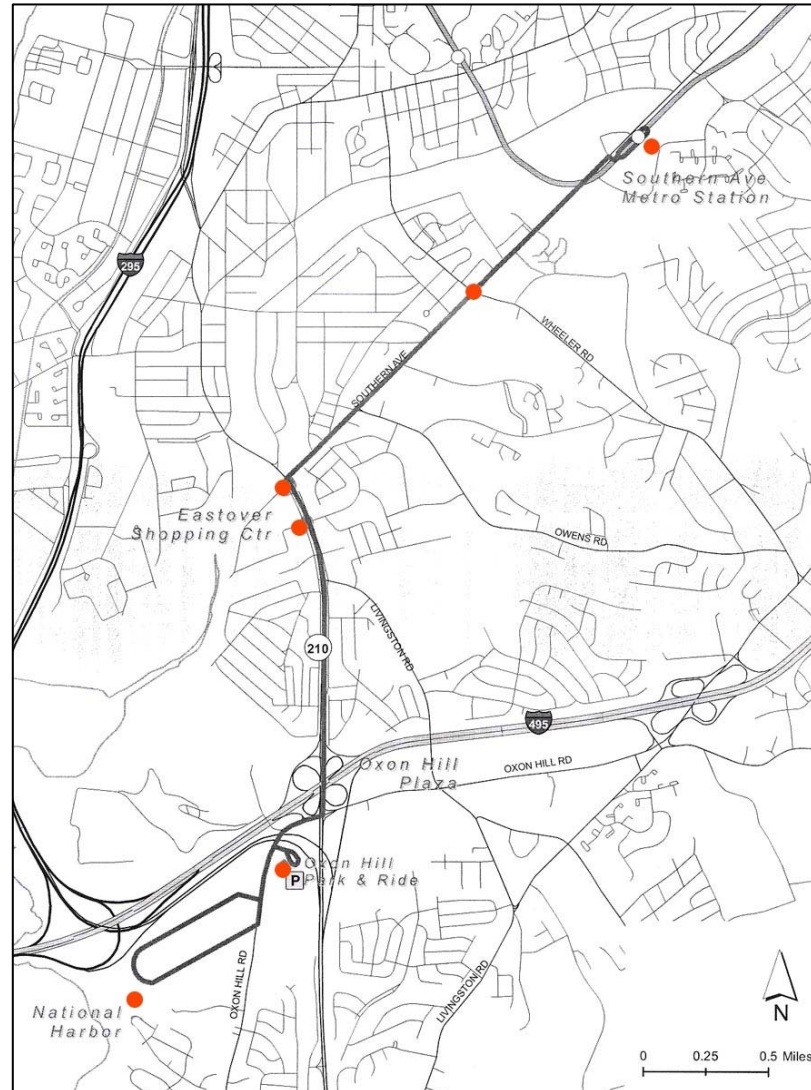 Southern Ave
Metro Station
295
WHEELER RD
SOUTHERN AVE
Eastover
Shopping Ctr
OWENS RD
LIVINGSTON RD
210
495
Oxon Hill
Plaza
OXON HILL RD
Oxon Hill
Park & Ride
P
OXON HILL RD
LIVINGSTON RD
National
Harbor
N
0 0.25 0.5 Miles